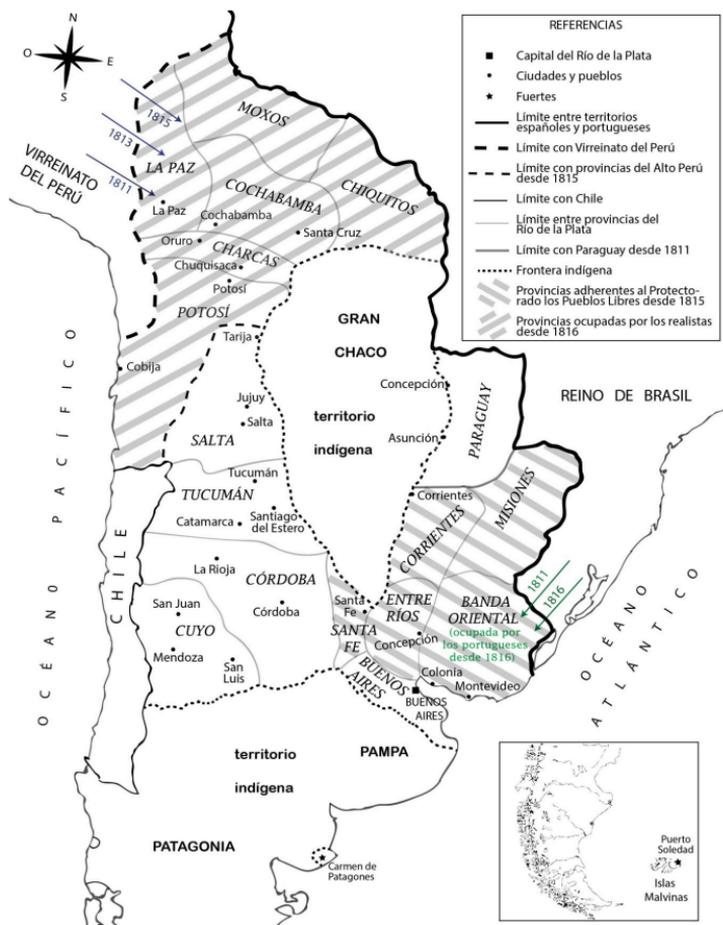 N
O
E
S
REFERENCIAS
Capital del Río de la Plata
Ciudades y pueblos
Fuertes
Límite entre territorios
españoles y portugueses
Límite con Virreinato del Perú
Límite con provincias del Alto Perú
desde 1815
Límite con Chile
Límite entre provincias del
Río de la Plata
Límite con Paraguay desde 1811
Frontera indígena
Provincias adherentes al Protecto-
rado los Pueblos Libres desde 1815
Provincias ocupadas por los realistas
desde 1816
1815
1813
1811
VIRREINATO
DEL PERÚ
MOXOS
LA PAZ
La Paz
COCHABAMBA
Cochabamba
CHIQUITOS
Santa Cruz
Oruro
CHARCAS
Chuquisaca
Potosí
POTOSÍ
Tarija
Cobija
GRAN
CHACO
territorio
indígena
Concepción
Asunción
PARAGUAY
REINO DE BRASIL
Jujuy
Salta
SALTA
Tucumán
TUCUMÁN
Catamarca
Santiago
del Estero
Corrientes
CORRIENTES
MISIONES
OCÉANO PACÍFICO
CHILE
La Rioja
CÓRDOBA
Córdoba
San Juan
CUYO
Mendoza
San
Luis
Santa
Fe
SANTA
FE
ENTRE
RÍOS
Concepción
BANDA
ORIENTAL
(ocupada por
los portugueses
desde 1816)
1811
1816
OCÉANO
ATLÁNTICO
BUENOS
AIRES
Colonia
Montevideo
BUENOS
AIRES
territorio
indígena
PAMPA
PATAGONIA
Carmen de
Patagones
Puerto
Soledad
Islas
Malvinas